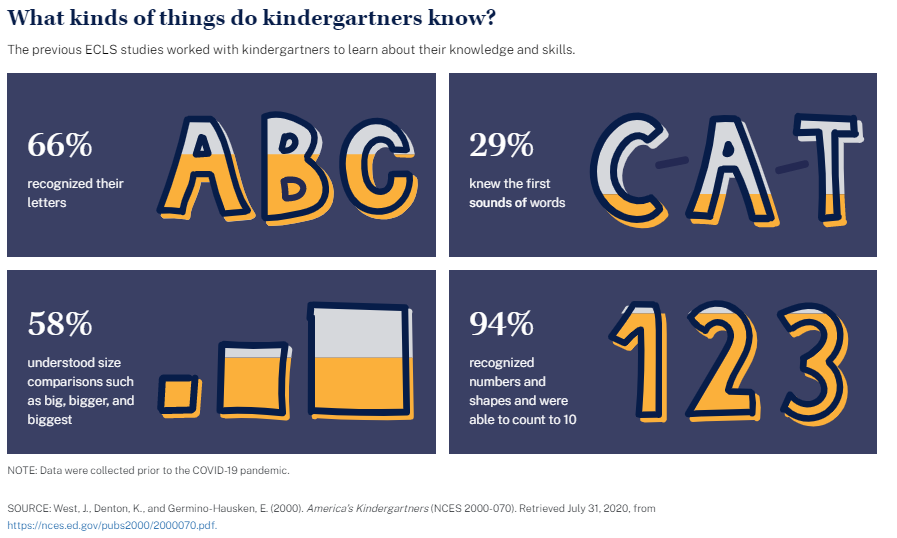 What kinds of things do kindergartners know?
The previous ECLS studies worked with kindergartners to learn about their knowledge and skills.
66%
recognized their
letters
ABC
29%
knew the first
sounds of words
C-A-T
58%
understood size
comparisons such
as big, bigger, and
biggest
94%
recognized
numbers and
shapes and were
able to count to 10
123
NOTE: Data were collected prior to the COVID-19 pandemic.
SOURCE: West, J., Denton, K., and Germino-Hausken, E. (2000). America's Kindergartners (NCES 2000-070). Retrieved July 31, 2020, from
https://nces.ed.gov/pubs2000/2000070.pdf.